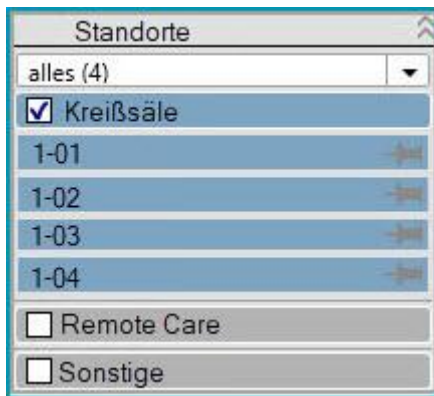 Standorte
alles (4)
Kreißsäle
1-01
1-02
1-03
1-04
Remote Care
Sonstige